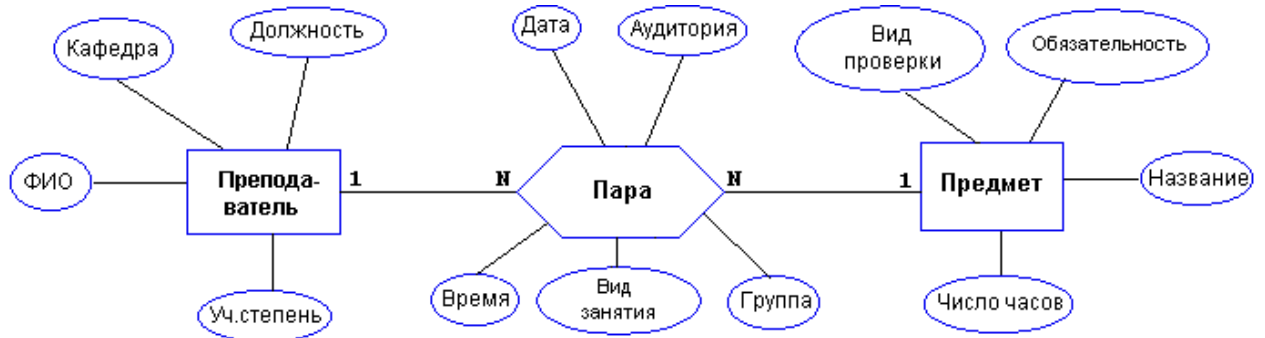 Кафедра
Должность
Дата
Аудитория
Вид
проверки
Обязательность
ФИО
Препода-
ватель
1
N
Пара
N
1
Предмет
Название
Уч.степень
Время
Вид
занятия
Группа
Число часов